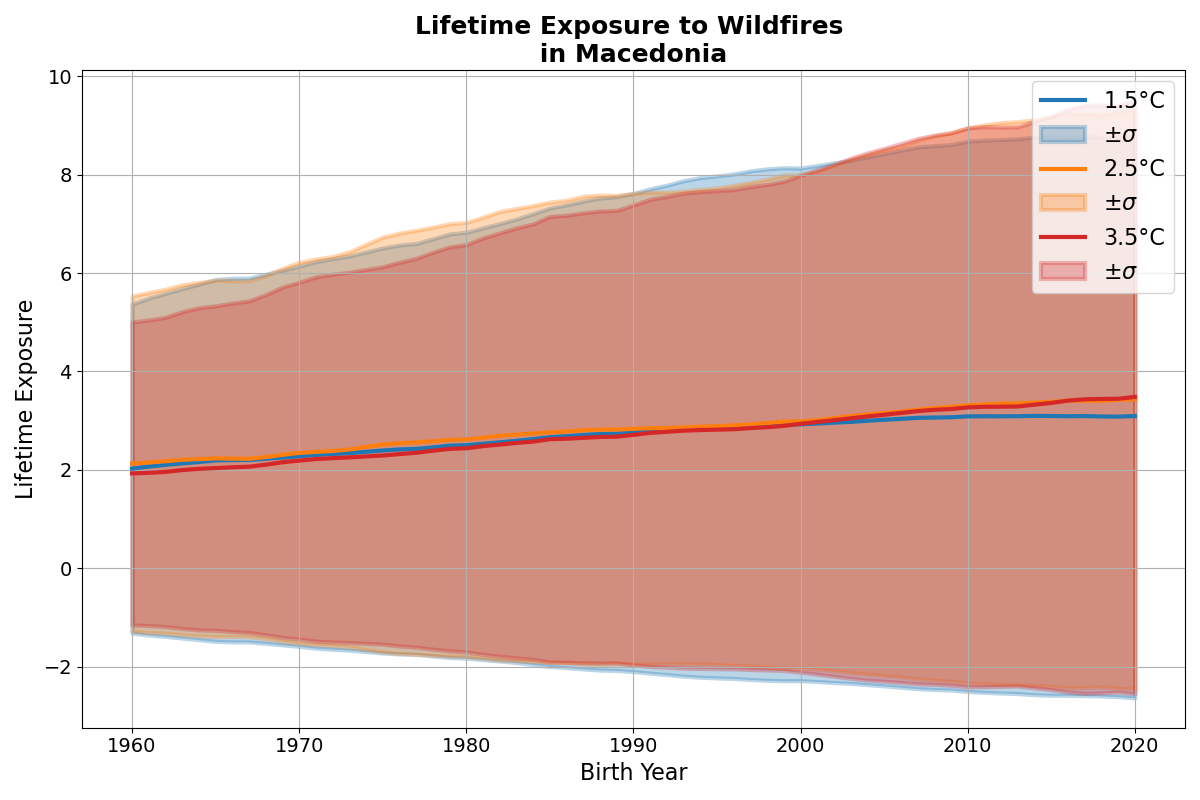 Lifetime Exposure to Wildfires
in Macedonia
10
8
6
4
2
0
−2
Lifetime Exposure
1960
1970
1980
1990
2000
2010
2020
Birth Year
1.5°C
±σ
2.5°C
±σ
3.5°C
±σ